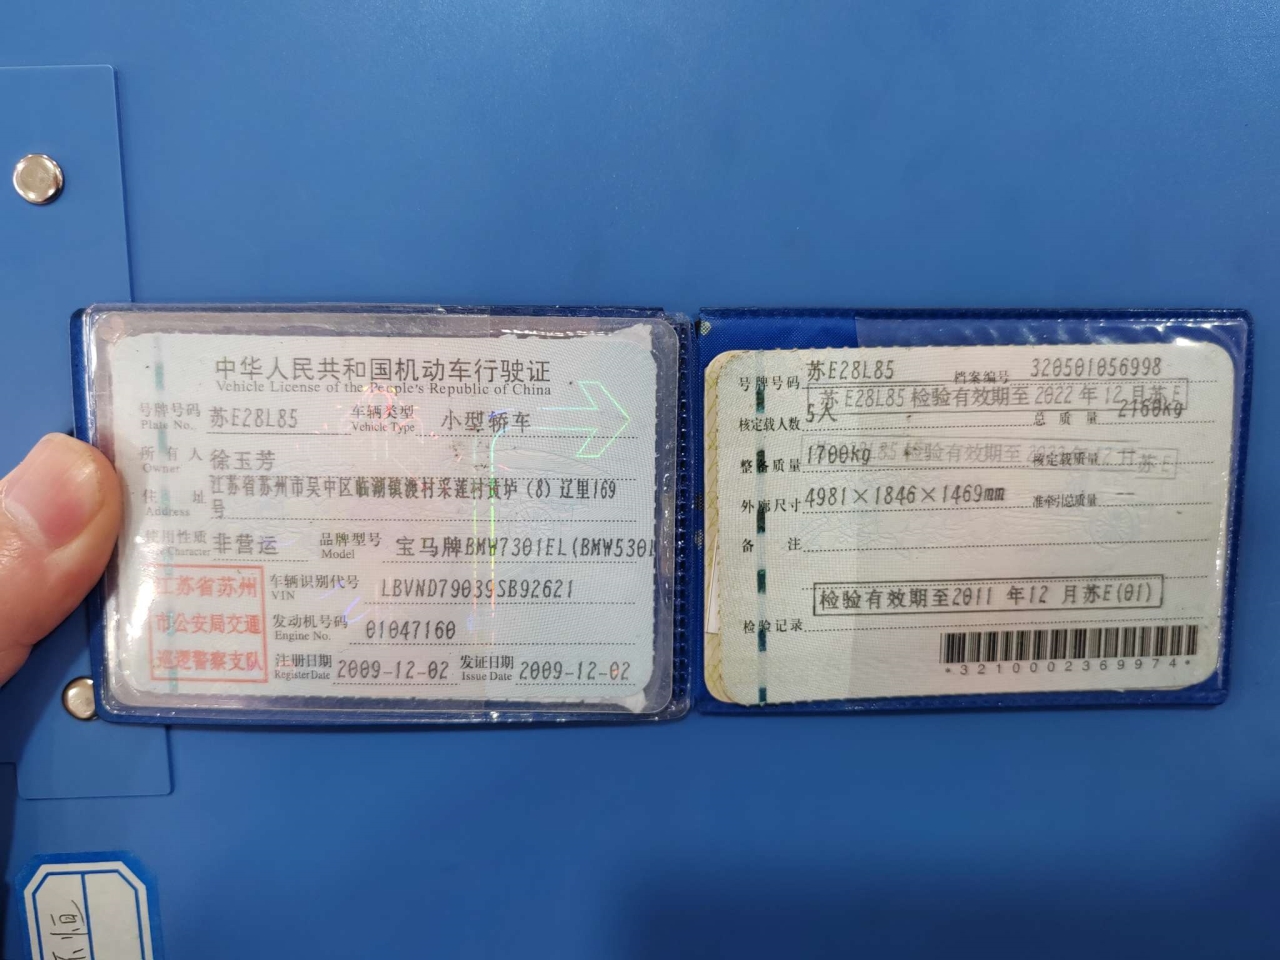 中华人民共和国机动车行驶证
Vehicle License of the People's Republic of China
号牌号码 苏E28L85 车辆类型 小型轿车
Plate No. Vehicle Type
所有人 徐玉芳
Owner
住址 江苏省苏州市吴中区临湖镇渡村采莲村 (8) 辽里169
Address 号
使用性质 非营运 品牌型号 宝马牌BMW7301EL(BMW530L
Character Model
江苏省苏州
市公安局交通
巡逻警察支队
车辆识别代号 LBVND79039SB92621
VIN
发动机号码 01047160
Engine No.
注册日期 2009-12-02 发证日期 2009-12-02
Register Date Issue Date
号牌号码 苏E28L85 档案编号 320501056998
苏E28L85检验有效期至2022年12月苏E
核定载人数 5人 总质量 2160kg
整备质量 1700kg 核定载质量
外廓尺寸 4981×1846×1469mm 准牵引总质量 --
备注
检验有效期至2011年12月苏E(01)
检验记录
*3210002369974*